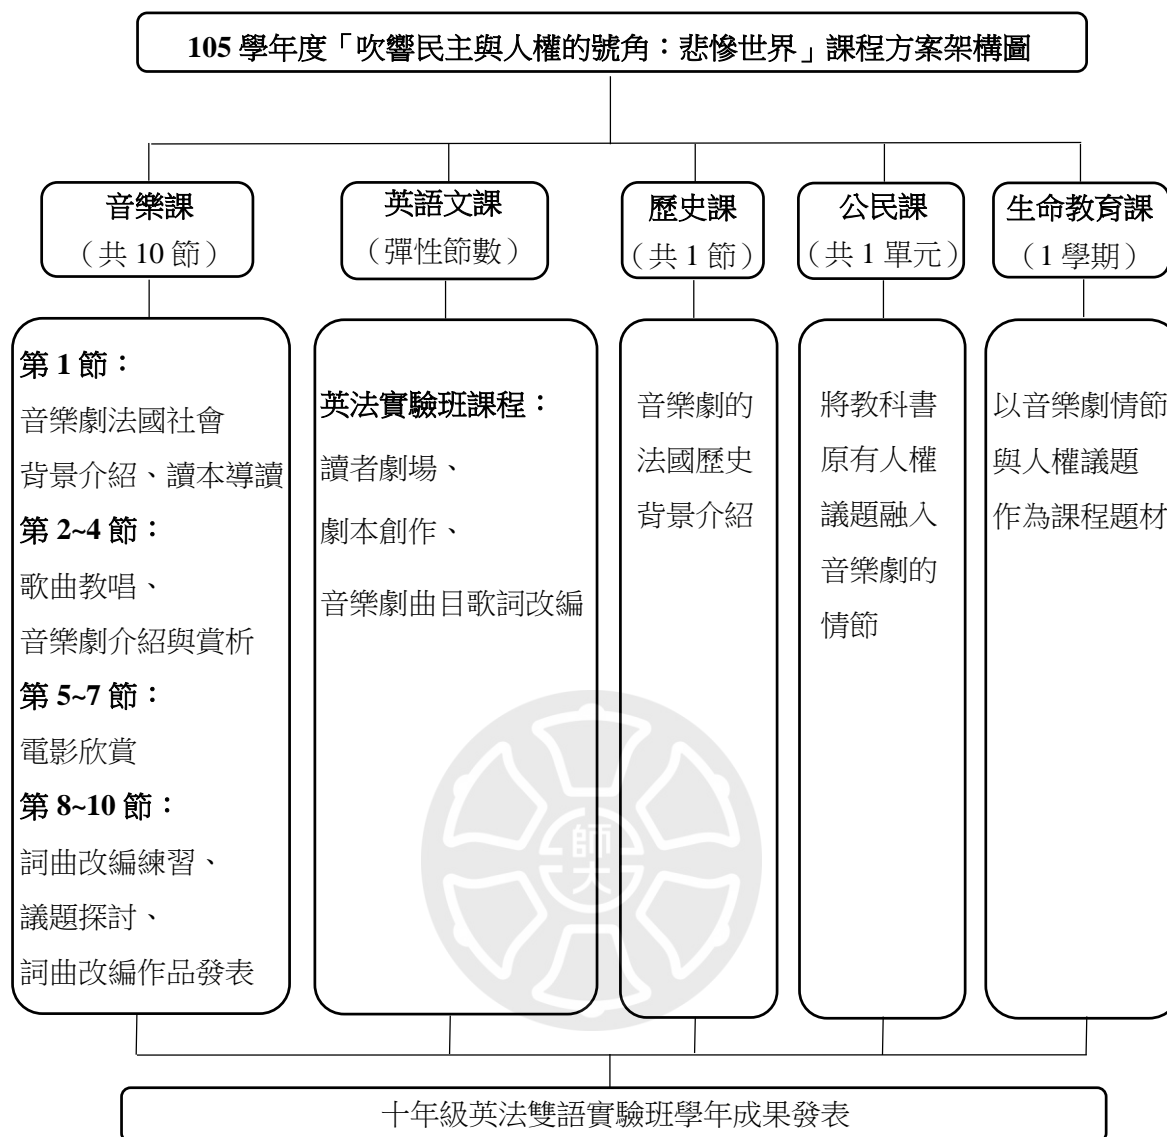 105 學年度「吹響民主與人權的號角：悲慘世界」課程方案架構圖
音樂課
（共 10 節）
第 1 節：
音樂劇法國社會
背景介紹、讀本導讀
第 2~4 節：
歌曲教唱、
音樂劇介紹與賞析
第 5~7 節：
電影欣賞
第 8~10 節：
詞曲改編練習、
議題探討、
詞曲改編作品發表
英語文課
（彈性節數）
英法實驗班課程：
讀者劇場、
劇本創作、
音樂劇曲目歌詞改編
歷史課
（共 1 節）
音樂劇的
法國歷史
背景介紹
公民課
（共 1 單元）
將教科書
原有人權
議題融入
音樂劇的
情節
生命教育課
（1 學期）
以音樂劇情節
與人權議題
作為課程題材
師大
十年級英法雙語實驗班學年成果發表